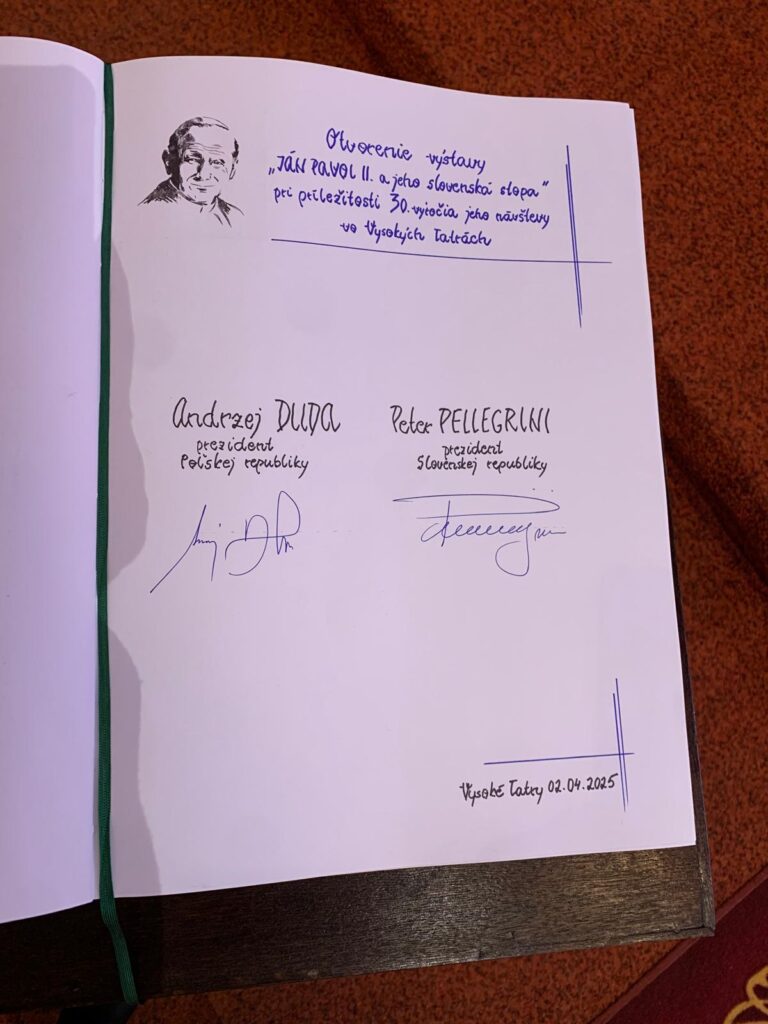 Otvorenie výstavy
„JÁN PAVOL II. a jeho slovenská stopa“
pri príležitosti 30. výročia jeho návštevy
vo Vysokých Tatrách
Andrzej DUDA
prezident
Poľskej republiky
Peter PELLEGRINI
prezident
Slovenskej republiky
Vysoké Tatry 02.04.2025